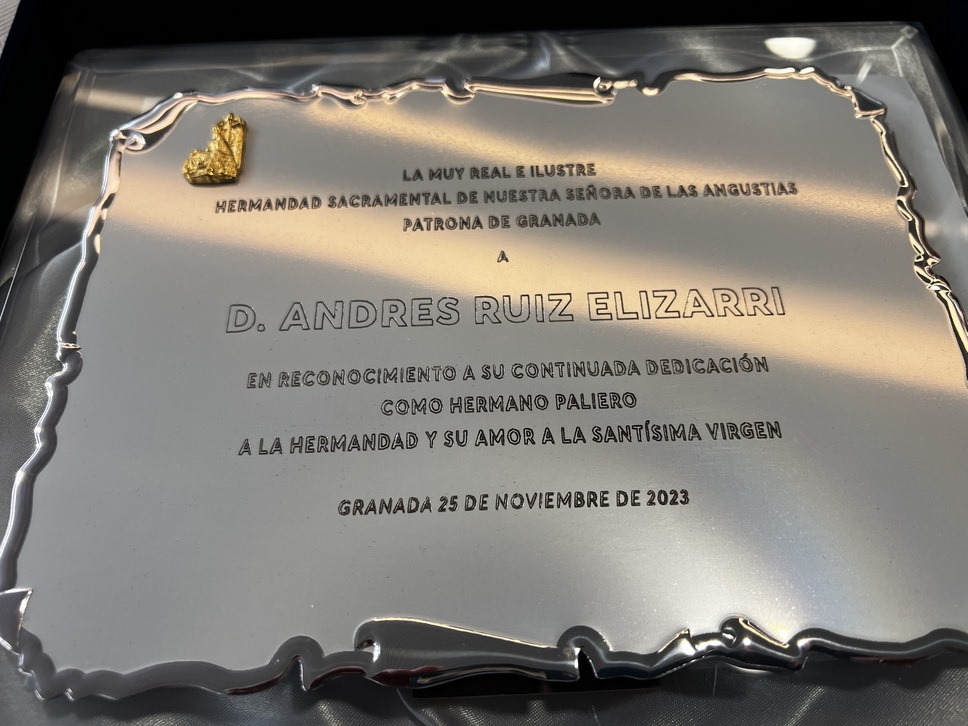 LA MUY REAL E ILUSTRE
HERMANDAD SACRAMENTAL DE NUESTRA SEÑORA DE LAS ANGUSTIAS
PATRONA DE GRANADA
A
D. ANDRES RUIZ ELIZARRI
EN RECONOCIMIENTO A SU CONTINUADA DEDICACIÓN
COMO HERMANO PALIERO
A LA HERMANDAD Y SU AMOR A LA SANTÍSIMA VIRGEN
GRANADA 25 DE NOVIEMBRE DE 2023